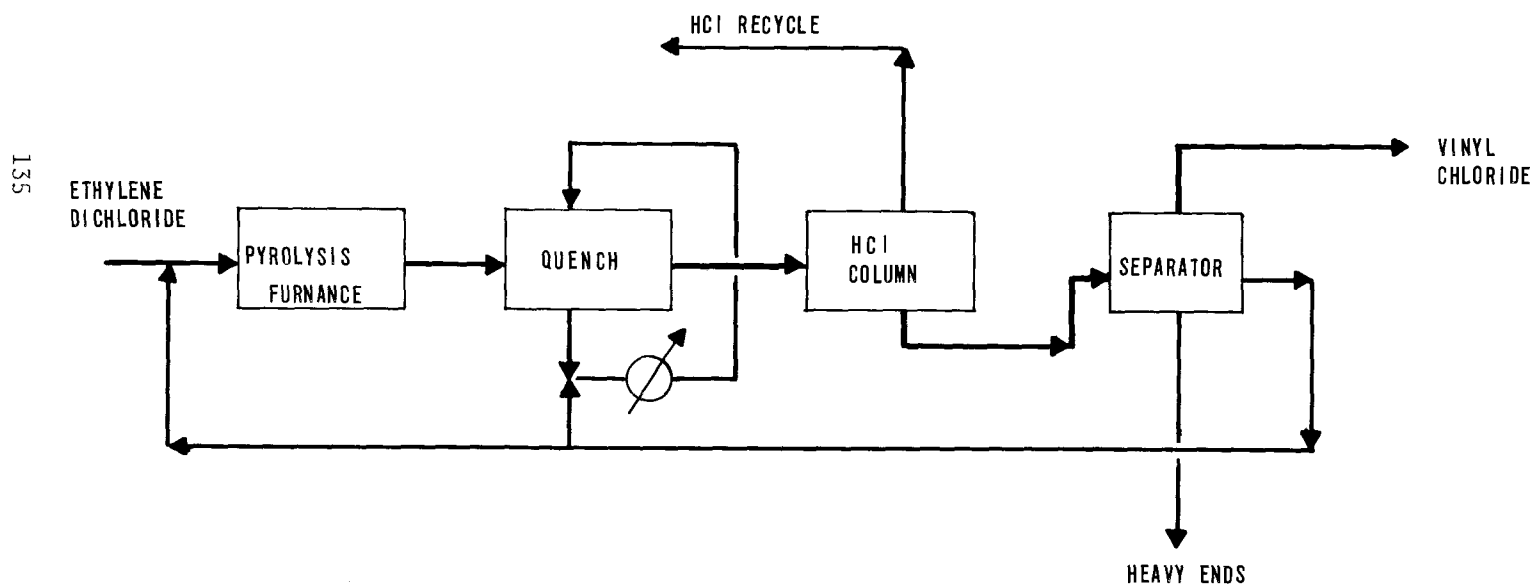 HCl RECYCLE
135
ETHYLENE
DICHLORIDE
PYROLYSIS
FURNANCE
QUENCH
HCl
COLUMN
SEPARATOR
VINYL
CHLORIDE
HEAVY ENDS